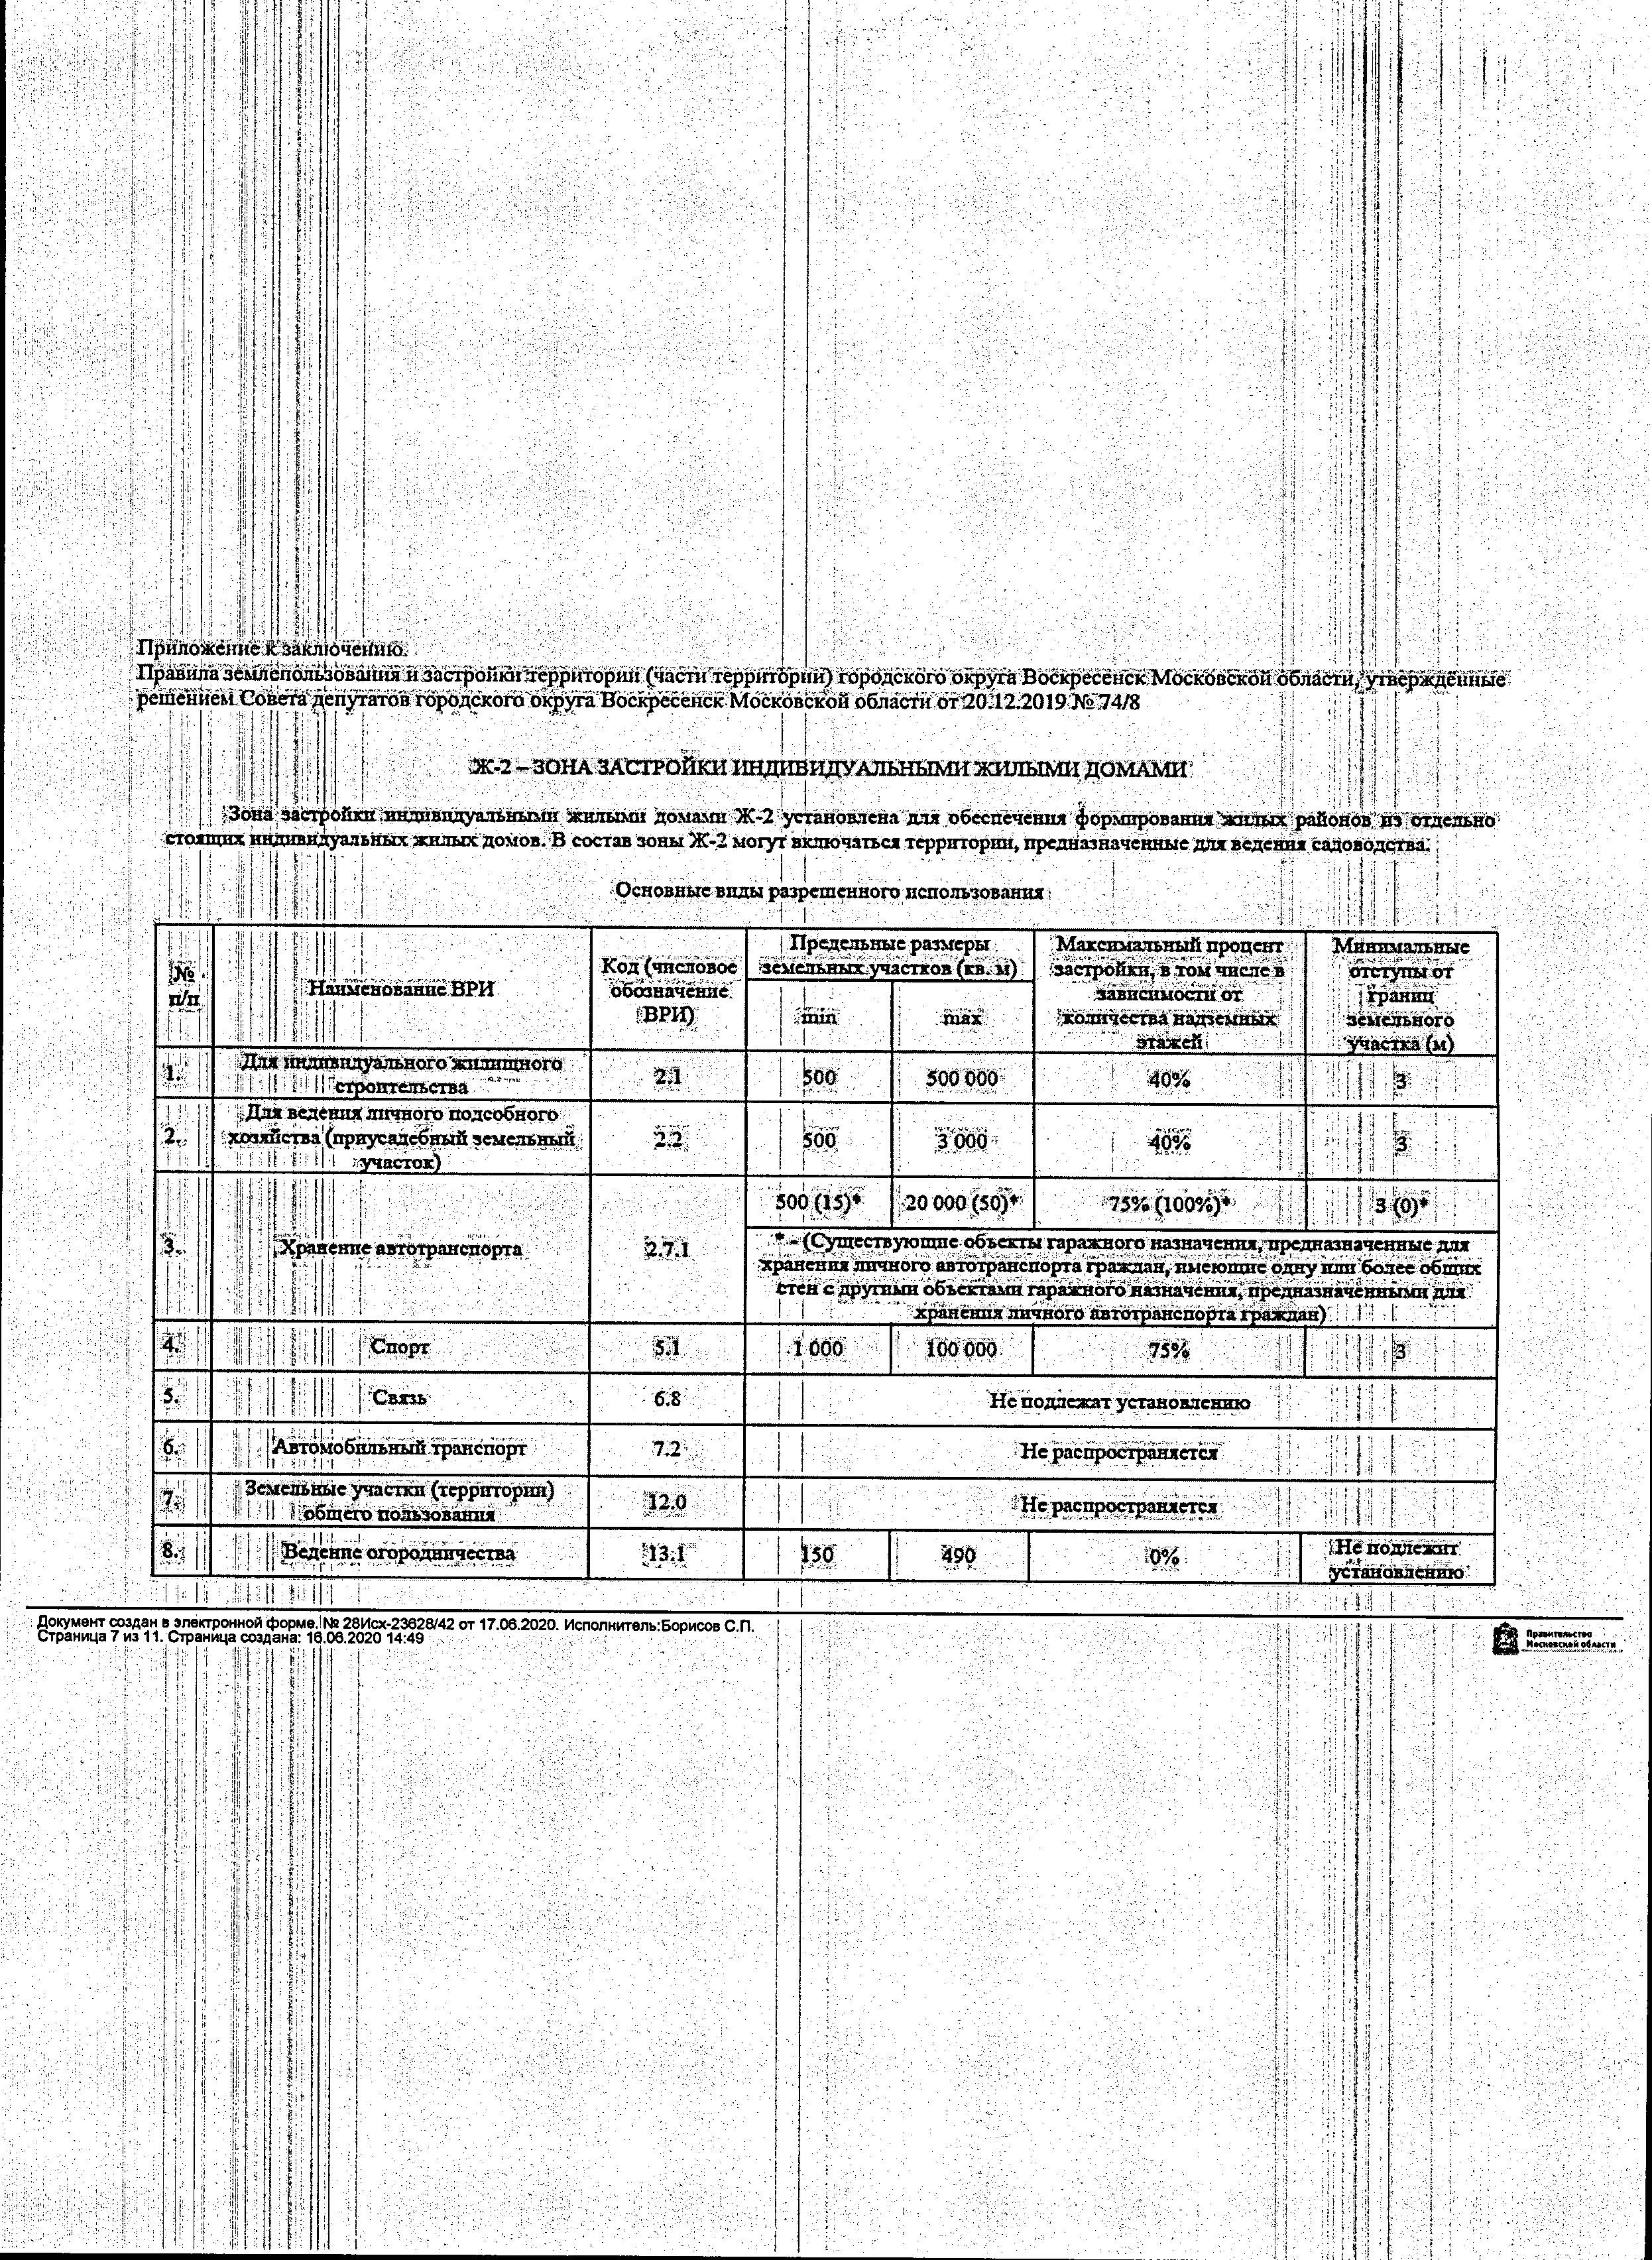 Приложение к заключению.
Правила землепользования и застройки территории (части территории) городского округа Воскресенск Московской области, утверждённые
решением Совета депутатов городского округа Воскресенск Московской области от 20.12.2019 № 74/8
Ж-2 – ЗОНА ЗАСТРОЙКИ ИНДИВИДУАЛЬНЫМИ ЖИЛЫМИ ДОМАМИ
Зона застройки индивидуальными жилыми домами Ж-2 установлена для обеспечения формирования жилых районов из отдельно
стоящих индивидуальных жилых домов. В состав зоны Ж-2 могут включаться территории, предназначенные для ведения садоводства.
Основные виды разрешенного использования
№
п/п
Наименование ВРИ
Код (числовое
обозначение
ВРИ)
Предельные размеры
земельных участков (кв. м)
min
max
Максимальный процент
застройки, в том числе в
зависимости от
количества надземных
этажей
Минимальные
отступы от
границ
земельного
участка (м)
1.
Для индивидуального жилищного
строительства
2.1
500
500 000
40%
3
2.
Для ведения личного подсобного
хозяйства (приусадебный земельный
участок)
2.2
500
3 000
40%
3
3.
Хранение автотранспорта
2.7.1
500 (15)*
20 000 (50)*
75% (100%)*
3 (0)*
* – (Существующие объекты гаражного назначения, предназначенные для
хранения личного автотранспорта граждан, имеющие одну или более общих
стен с другими объектами гаражного назначения, предназначенными для
хранения личного автотранспорта граждан)
4.
Спорт
5.1
1 000
100 000
75%
3
5.
Связь
6.8
Не подлежат установлению
6.
Автомобильный транспорт
7.2
Не распространяется
7.
Земельные участки (территории)
общего пользования
12.0
Не распространяется
8.
Ведение огородничества
13.1
150
490
0%
Не подлежит
установлению
Документ создан в электронной форме. № 28Исх-23628/42 от 17.06.2020. Исполнитель:Борисов С.П.
Страница 7 из 11. Страница создана: 16.06.2020 14:49
Правительство
Московской области